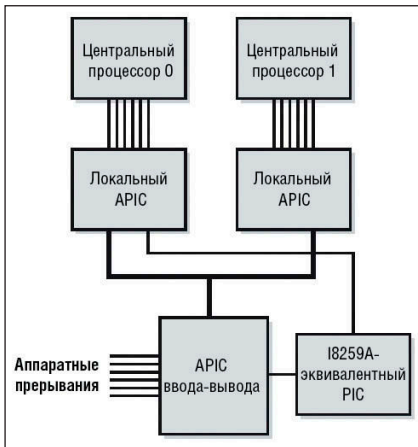 Центральный
процессор 0
Центральный
процессор 1
Локальный
APIC
Локальный
APIC
Аппаратные
прерывания
APIC
ввода-вывода
I8259A-
эквивалентный
PIC